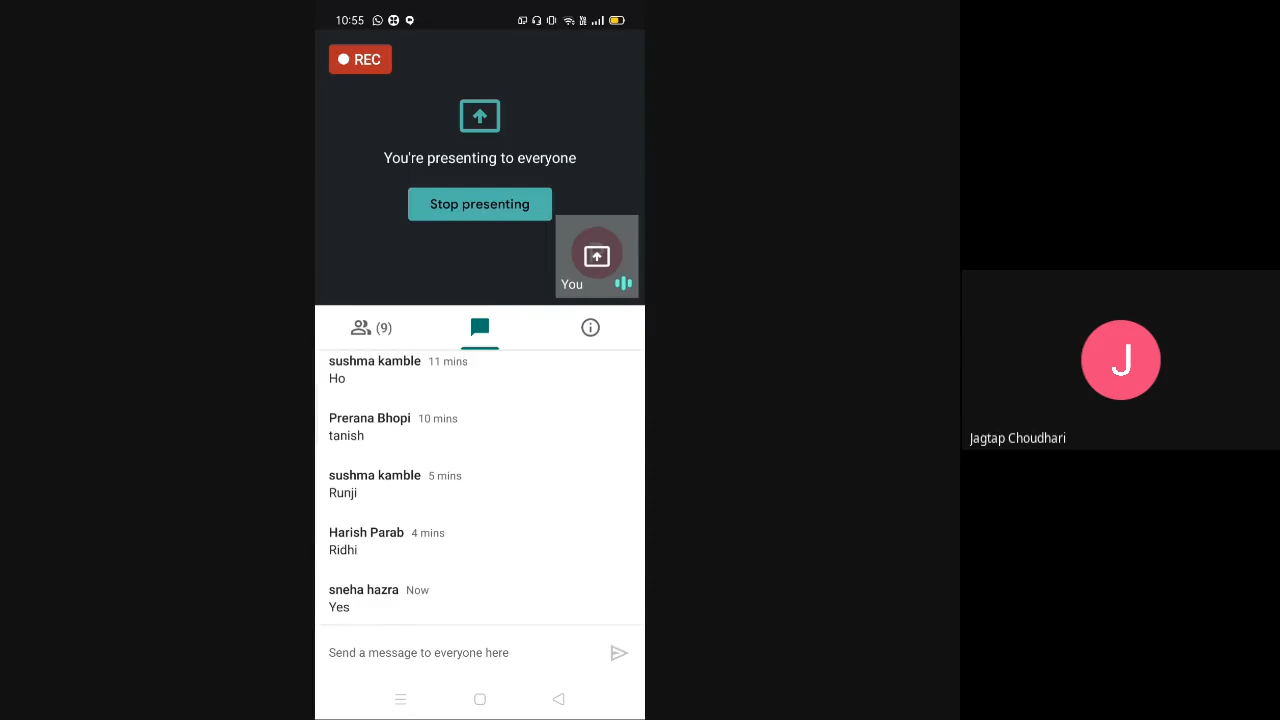 10:55
REC
You're presenting to everyone
Stop presenting
You
(9)
sushma kamble 11 mins
Ho
Prerana Bhopi 10 mins
tanish
sushma kamble 5 mins
Runji
Harish Parab 4 mins
Ridhi
sneha hazra Now
Yes
Send a message to everyone here
J
Jagtap Choudhari